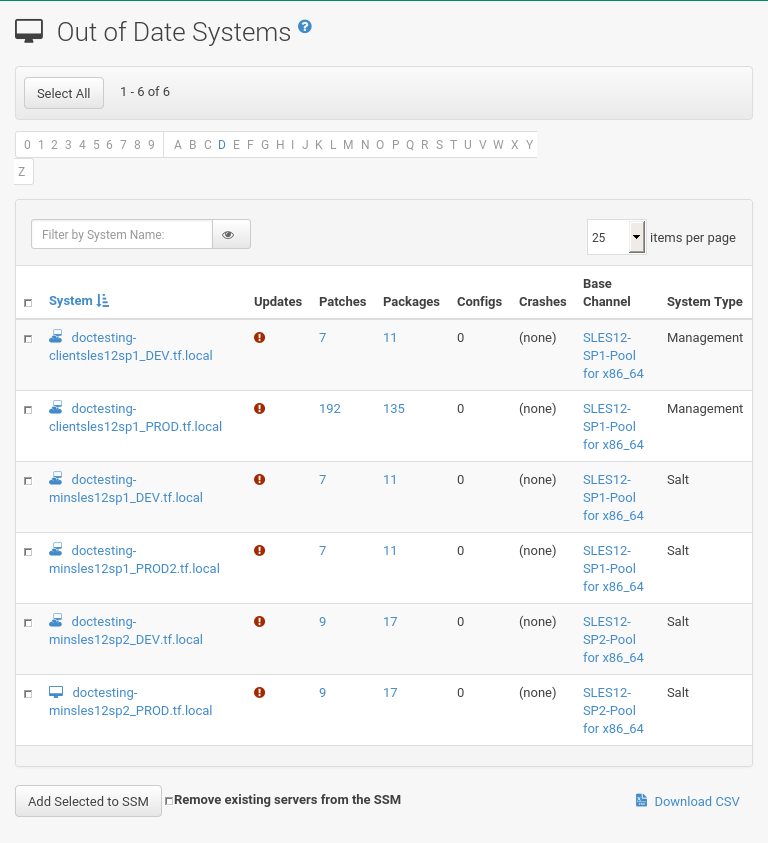 Out of Date Systems ?
Select All 1 - 6 of 6
0 1 2 3 4 5 6 7 8 9 A B C D E F G H I J K L M N O P Q R S T U V W X Y
Z
Filter by System Name: 25 items per page
System Updates Patches Packages Configs Crashes Base Channel System Type
doctesting- 7 11 0 (none) SLES12- Management
clientsles12sp1_DEV.tf.local SP1-Pool
for x86_64
doctesting- 192 135 0 (none) SLES12- Management
clientsles12sp1_PROD.tf.local SP1-Pool
for x86_64
doctesting- 7 11 0 (none) SLES12- Salt
minsles12sp1_DEV.tf.local SP1-Pool
for x86_64
doctesting- 7 11 0 (none) SLES12- Salt
minsles12sp1_PROD2.tf.local SP1-Pool
for x86_64
doctesting- 9 17 0 (none) SLES12- Salt
minsles12sp2_DEV.tf.local SP2-Pool
for x86_64
doctesting- 9 17 0 (none) SLES12- Salt
minsles12sp2_PROD.tf.local SP2-Pool
for x86_64
Add Selected to SSM Remove existing servers from the SSM Download CSV